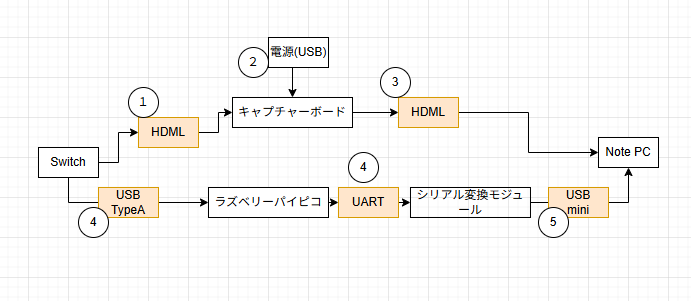 電源(USB)
2
3
1
キャプチャーボード
HDML
HDML
Switch
Note PC
4
USB
TypeA
ラズベリーパイピコ
UART
シリアル変換モジュ
ール
USB
mini
4
5